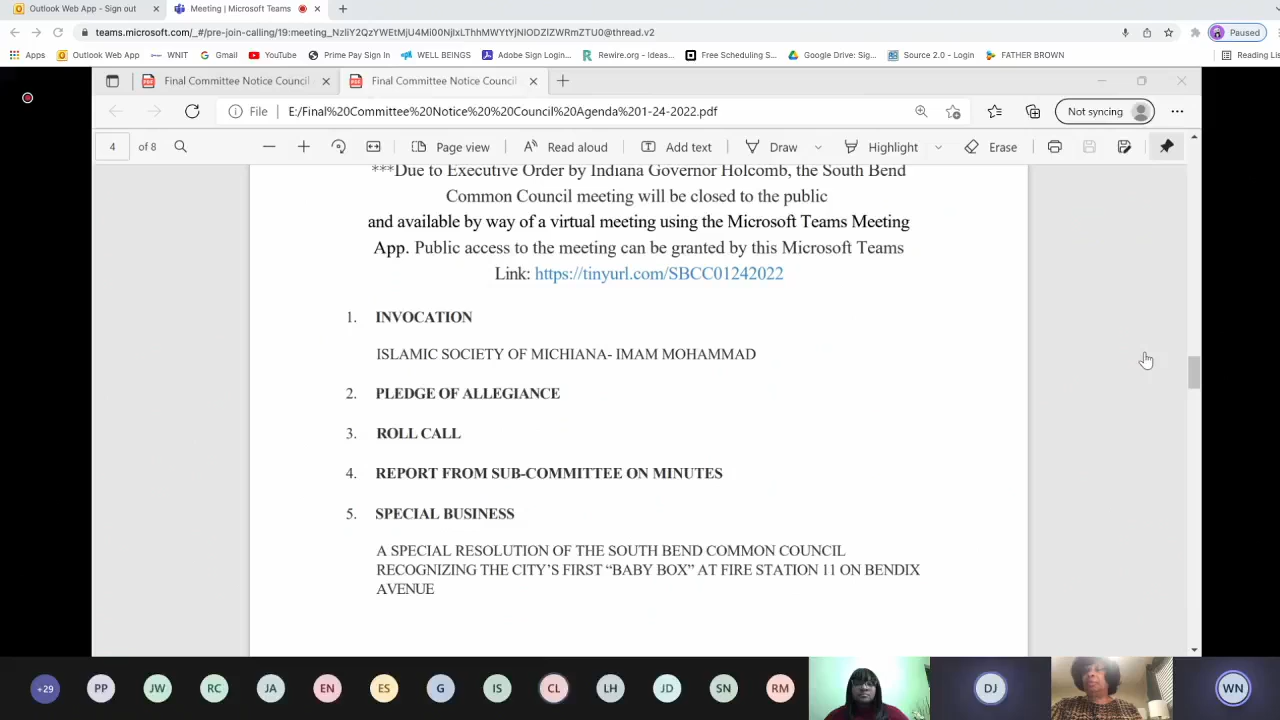 Outlook Web App - Sign out
Meeting | Microsoft Teams
teams.microsoft.com/_#/pre-join-calling/19:meeting_NzIiY2QzYWEtMjU4Mi00NjIxLThhMWYtYjNIODZIZWRmZTU0@thread.v2
Paused
Apps Outlook Web App WNIT Gmail YouTube Prime Pay Sign In WELL BEINGS Adobe Sign Login Rewire.org - Ideas... Free Scheduling S... Google Drive: Sig... Source 2.0 - Login FATHER BROWN Reading List
Final Committee Notice Council
Final Committee Notice Council
File E:/Final%20Committee%20Notice%20%20Council%20Agenda%201-24-2022.pdf Not syncing
4 of 8 Page view Read aloud Add text Draw Highlight Erase
***Due to Executive Order by Indiana Governor Holcomb, the South Bend
Common Council meeting will be closed to the public
and available by way of a virtual meeting using the Microsoft Teams Meeting
App. Public access to the meeting can be granted by this Microsoft Teams
Link: https://tinyurl.com/SBCC01242022
1. INVOCATION
ISLAMIC SOCIETY OF MICHIANA- IMAM MOHAMMAD
2. PLEDGE OF ALLEGIANCE
3. ROLL CALL
4. REPORT FROM SUB-COMMITTEE ON MINUTES
5. SPECIAL BUSINESS
A SPECIAL RESOLUTION OF THE SOUTH BEND COMMON COUNCIL
RECOGNIZING THE CITY'S FIRST “BABY BOX” AT FIRE STATION 11 ON BENDIX
AVENUE
+29 PP JW RC JA EN ES G IS CL LH JD SN RM DJ WN